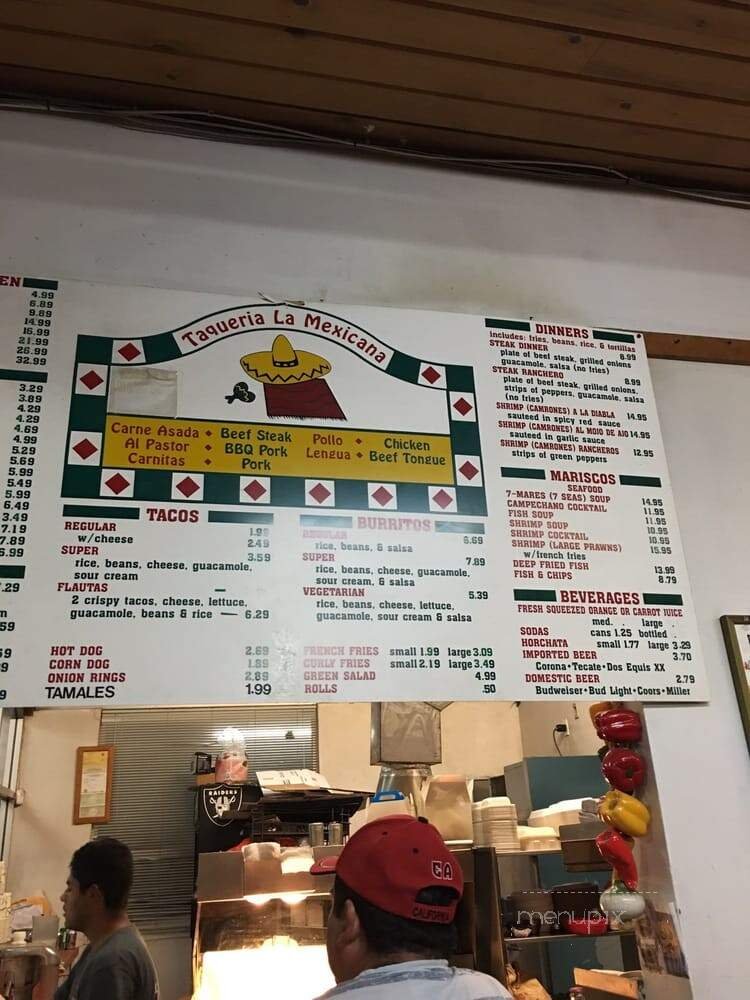 EN
4.99
6.89
9.89
14.99
16.99
21.99
26.99
32.99
3.29
3.89
4.29
4.29
4.69
4.99
5.29
5.69
5.99
5.49
5.99
6.49
3.49
7.19
7.89
6.99
Taqueria La Mexicana
Carne Asada
Al Pastor
Carnitas
Beef Steak
BBQ Pork
Pork
Pollo
Lengua
Chicken
Beef Tongue
TACOS
REGULAR 1.99
w/cheese 2.49
SUPER 3.59
rice, beans, cheese, guacamole,
sour cream
FLAUTAS
2 crispy tacos, cheese, lettuce,
guacamole, beans & rice 6.29
HOT DOG 2.69
CORN DOG 1.89
ONION RINGS 2.89
TAMALES 1.99
BURRITOS
REGULAR 6.69
rice, beans, & salsa
SUPER 7.89
rice, beans, cheese, guacamole,
sour cream, & salsa
VEGETARIAN 5.39
rice, beans, cheese, lettuce,
guacamole, sour cream & salsa
FRENCH FRIES small 1.99 large 3.09
CURLY FRIES small 2.19 large 3.49
GREEN SALAD 4.99
ROLLS .50
DINNERS
includes: fries, beans, rice, & tortillas
STEAK DINNER 8.99
plate of beef steak, grilled onions
guacamole, salsa (no fries)
STEAK RANCHERO 8.99
plate of beef steak, grilled onions,
strips of peppers, guacamole, salsa
(no fries)
SHRIMP (CAMRONES) A LA DIABLA 14.95
sauteed in spicy red sauce
SHRIMP (CAMRONES) AL MOJO DE AJO 14.95
sauteed in garlic sauce
SHRIMP (CAMRONES) RANCHEROS 12.95
strips of green peppers
MARISCOS
SEAFOOD
7-MARES (7 SEAS) SOUP 14.95
CAMPECHANO COCKTAIL 11.95
FISH SOUP 11.95
SHRIMP SOUP 10.95
SHRIMP COCKTAIL 10.95
SHRIMP (LARGE PRAWNS) 15.95
w/french fries
DEEP FRIED FISH 13.99
FISH & CHIPS 8.79
BEVERAGES
FRESH SQUEEZED ORANGE OR CARROT JUICE
med. . large .
SODAS cans 1.25 bottled .
HORCHATA small 1.77 large 3.29
IMPORTED BEER 3.70
Corona•Tecate•Dos Equis XX
DOMESTIC BEER 2.79
Budweiser•Bud Light•Coors•Miller
RAIDERS
CALIFORNIA
menupix